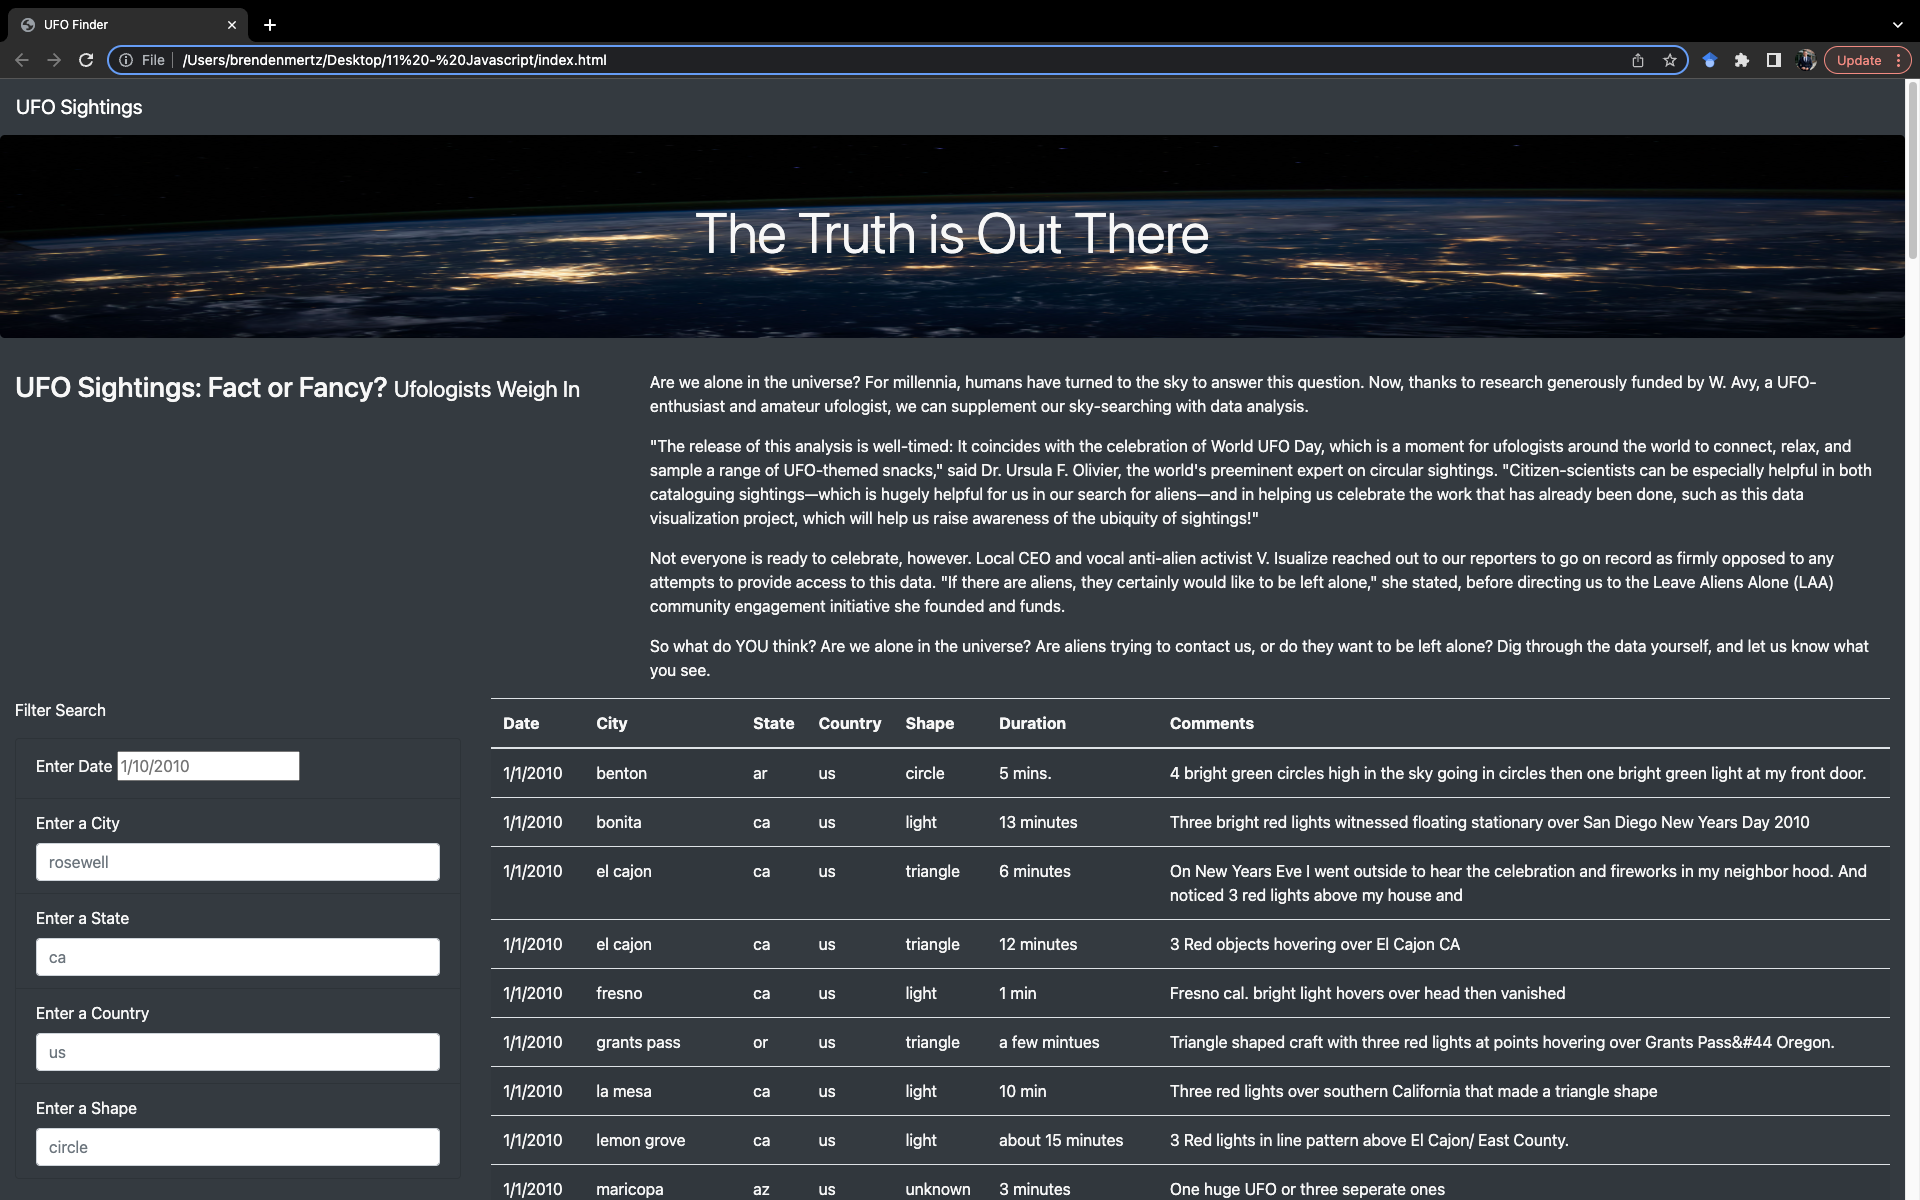 UFO Finder
File /Users/brendenmertz/Desktop/11%20-%20Javascript/index.html
Update
UFO Sightings
The Truth is Out There
UFO Sightings: Fact or Fancy? Ufologists Weigh In
Are we alone in the universe? For millennia, humans have turned to the sky to answer this question. Now, thanks to research generously funded by W. Avy, a UFO-
enthusiast and amateur ufologist, we can supplement our sky-searching with data analysis.
"The release of this analysis is well-timed: It coincides with the celebration of World UFO Day, which is a moment for ufologists around the world to connect, relax, and
sample a range of UFO-themed snacks," said Dr. Ursula F. Olivier, the world's preeminent expert on circular sightings. "Citizen-scientists can be especially helpful in both
cataloguing sightings—which is hugely helpful for us in our search for aliens—and in helping us celebrate the work that has already been done, such as this data
visualization project, which will help us raise awareness of the ubiquity of sightings!"
Not everyone is ready to celebrate, however. Local CEO and vocal anti-alien activist V. Isualize reached out to our reporters to go on record as firmly opposed to any
attempts to provide access to this data. "If there are aliens, they certainly would like to be left alone," she stated, before directing us to the Leave Aliens Alone (LAA)
community engagement initiative she founded and funds.
So what do YOU think? Are we alone in the universe? Are aliens trying to contact us, or do they want to be left alone? Dig through the data yourself, and let us know what
you see.
Filter Search
Enter Date 1/10/2010
Enter a City
rosewell
Enter a State
ca
Enter a Country
us
Enter a Shape
circle
Date City State Country Shape Duration Comments
1/1/2010 benton ar us circle 5 mins. 4 bright green circles high in the sky going in circles then one bright green light at my front door.
1/1/2010 bonita ca us light 13 minutes Three bright red lights witnessed floating stationary over San Diego New Years Day 2010
1/1/2010 el cajon ca us triangle 6 minutes On New Years Eve I went outside to hear the celebration and fireworks in my neighbor hood. And
noticed 3 red lights above my house and
1/1/2010 el cajon ca us triangle 12 minutes 3 Red objects hovering over El Cajon CA
1/1/2010 fresno ca us light 1 min Fresno cal. bright light hovers over head then vanished
1/1/2010 grants pass or us triangle a few mintues Triangle shaped craft with three red lights at points hovering over Grants Pass&#44 Oregon.
1/1/2010 la mesa ca us light 10 min Three red lights over southern California that made a triangle shape
1/1/2010 lemon grove ca us light about 15 minutes 3 Red lights in line pattern above El Cajon/ East County.
1/1/2010 maricopa az us unknown 3 minutes One huge UFO or three seperate ones